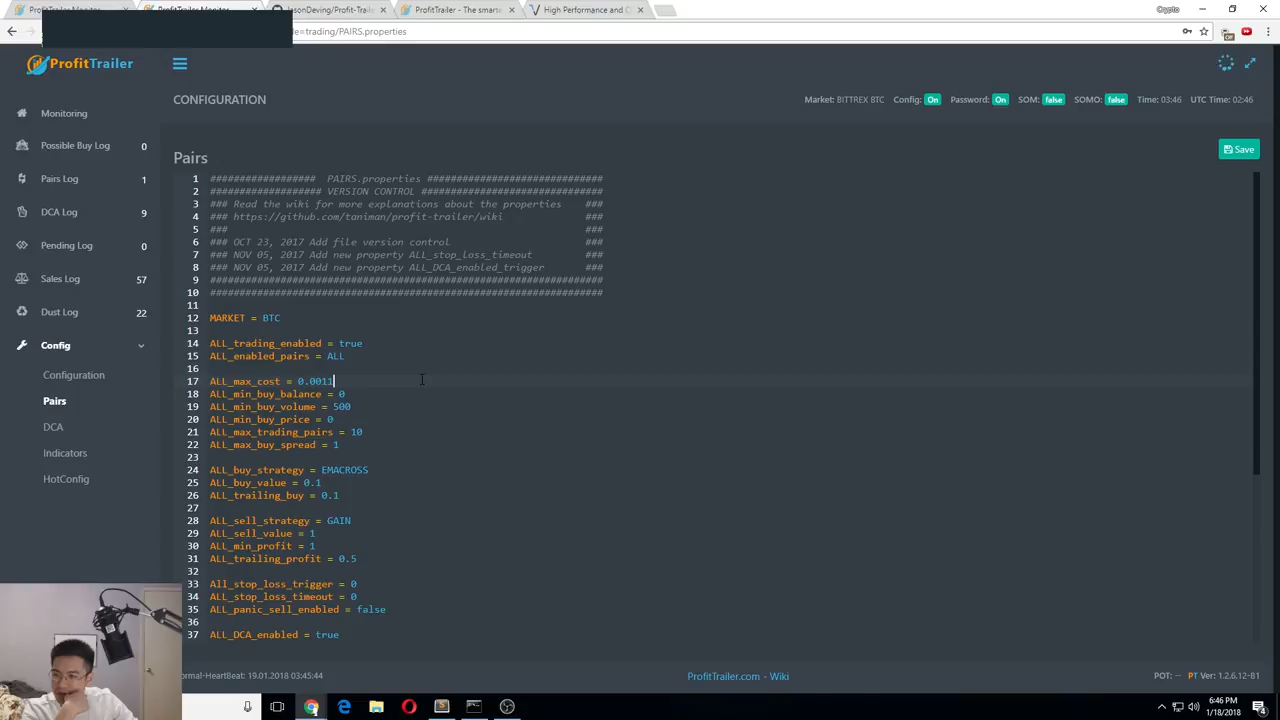 ProfitTrailer Monitor
ProfitTrailer Monitor
JasonDeving/Profit-Traile
ProfitTrailer - The smarte
High Performance and C
Crypto
le=trading/PAIRS.properties
ProfitTrailer
CONFIGURATION
Market: BITTREX BTC Config: On Password: On SOM: false SOMO: false Time: 03:46 UTC Time: 02:46
Monitoring
Possible Buy Log 0
Pairs Log 1
DCA Log 9
Pending Log 0
Sales Log 57
Dust Log 22
Config
Configuration
Pairs
DCA
Indicators
HotConfig
Pairs
Save
1 ################## PAIRS.properties ##############################
2 ################### VERSION CONTROL ###############################
3 ### Read the wiki for more explanations about the properties ###
4 ### https://github.com/taniman/profit-trailer/wiki ###
5 ### ###
6 ### OCT 23, 2017 Add file version control ###
7 ### NOV 05, 2017 Add new property ALL_stop_loss_timeout ###
8 ### NOV 05, 2017 Add new property ALL_DCA_enabled_trigger ###
9 ###################################################################
10 ###################################################################
11
12 MARKET = BTC
13
14 ALL_trading_enabled = true
15 ALL_enabled_pairs = ALL
16
17 ALL_max_cost = 0.0011
18 ALL_min_buy_balance = 0
19 ALL_min_buy_volume = 500
20 ALL_min_buy_price = 0
21 ALL_max_trading_pairs = 10
22 ALL_max_buy_spread = 1
23
24 ALL_buy_strategy = EMACROSS
25 ALL_buy_value = 0.1
26 ALL_trailing_buy = 0.1
27
28 ALL_sell_strategy = GAIN
29 ALL_sell_value = 1
30 ALL_min_profit = 1
31 ALL_trailing_profit = 0.5
32
33 All_stop_loss_trigger = 0
34 ALL_stop_loss_timeout = 0
35 ALL_panic_sell_enabled = false
36
37 ALL_DCA_enabled = true
ormal-HeartBeat: 19.01.2018 03:45:44
ProfitTrailer.com - Wiki
POT: -- PT Ver: 1.2.6.12-81
6:46 PM
1/18/2018
4